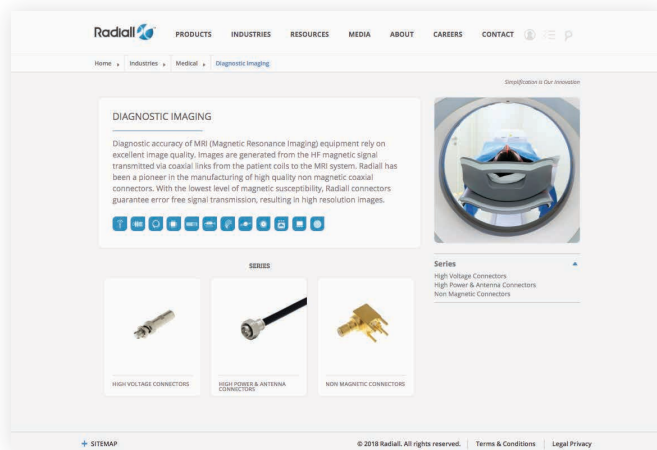 Radiall
PRODUCTS INDUSTRIES RESOURCES MEDIA ABOUT CAREERS CONTACT
Home Industries Medical Diagnostic Imaging
Simplification is Our Innovation
DIAGNOSTIC IMAGING
Diagnostic accuracy of MRI (Magnetic Resonance Imaging) equipment rely on
excellent image quality. Images are generated from the HF magnetic signal
transmitted via coaxial links from the patient coils to the MRI system. Radiall has
been a pioneer in the manufacturing of high quality non magnetic coaxial
connectors. With the lowest level of magnetic susceptibility, Radiall connectors
guarantee error free signal transmission, resulting in high resolution images.
Series
High Voltage Connectors
High Power & Antenna Connectors
Non Magnetic Connectors
SERIES
HIGH VOLTAGE CONNECTORS
HIGH POWER & ANTENNA
CONNECTORS
NON MAGNETIC CONNECTORS
+ SITEMAP
© 2018 Radiall. All rights reserved. Terms & Conditions Legal Privacy